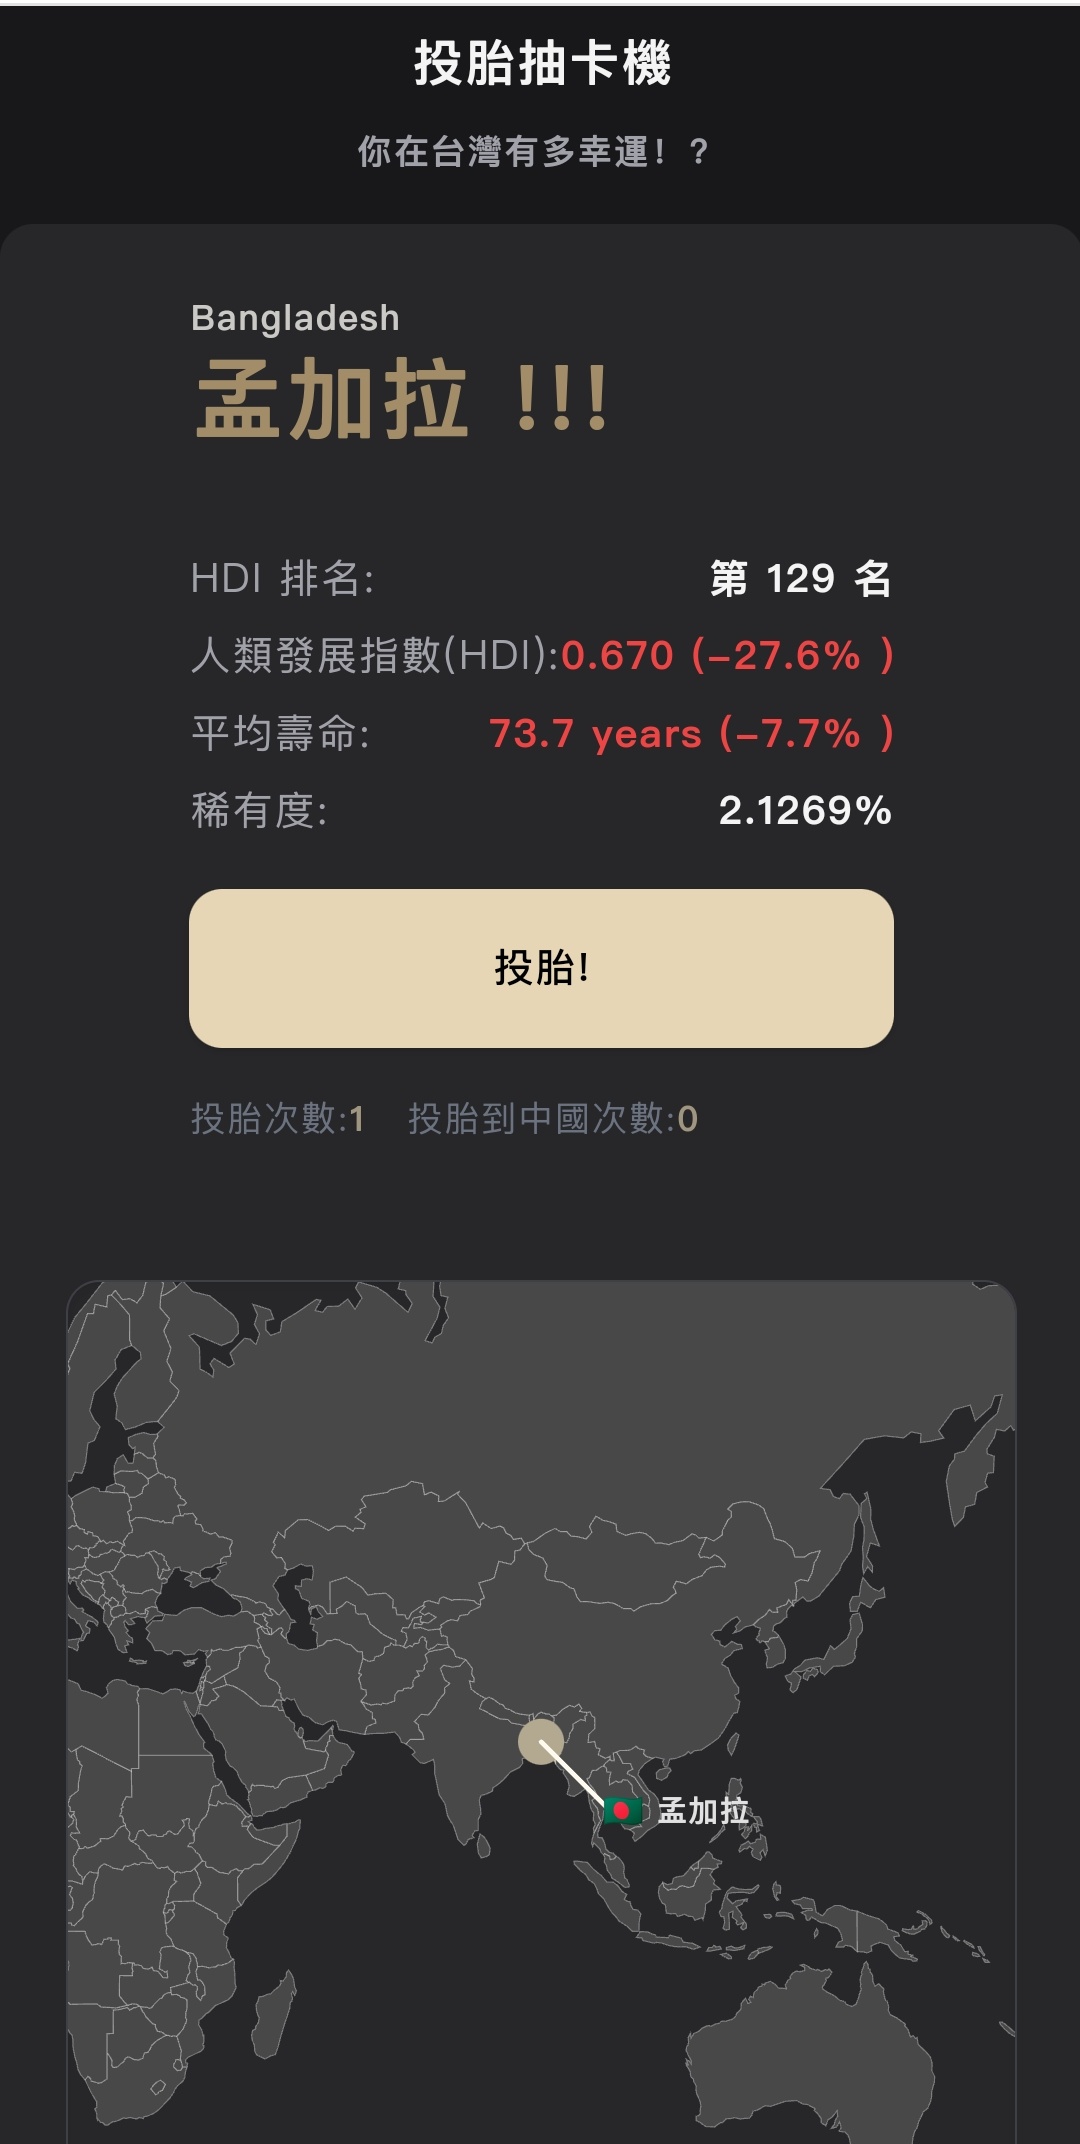 投胎抽卡機
你在台灣有多幸運！？
Bangladesh
孟加拉 !!!
HDI 排名: 第 129 名
人類發展指數(HDI):0.670 (−27.6% )
平均壽命: 73.7 years (−7.7% )
稀有度: 2.1269%
投胎!
投胎次數:1 投胎到中國次數:0
孟加拉